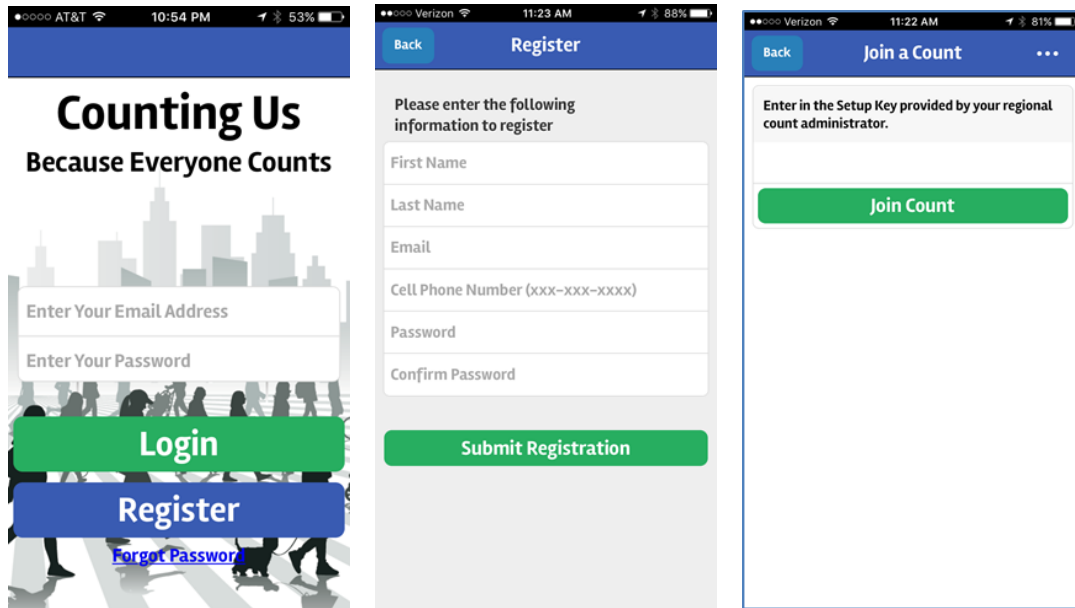 AT&T 10:54 PM 53%
Counting Us
Because Everyone Counts
Enter Your Email Address
Enter Your Password
Login
Register
Forgot Password
Verizon 11:23 AM 88%
Back Register
Please enter the following
information to register
First Name
Last Name
Email
Cell Phone Number (xxx-xxx-xxxx)
Password
Confirm Password
Submit Registration
Verizon 11:22 AM 81%
Back Join a Count ...
Enter in the Setup Key provided by your regional
count administrator.
Join Count